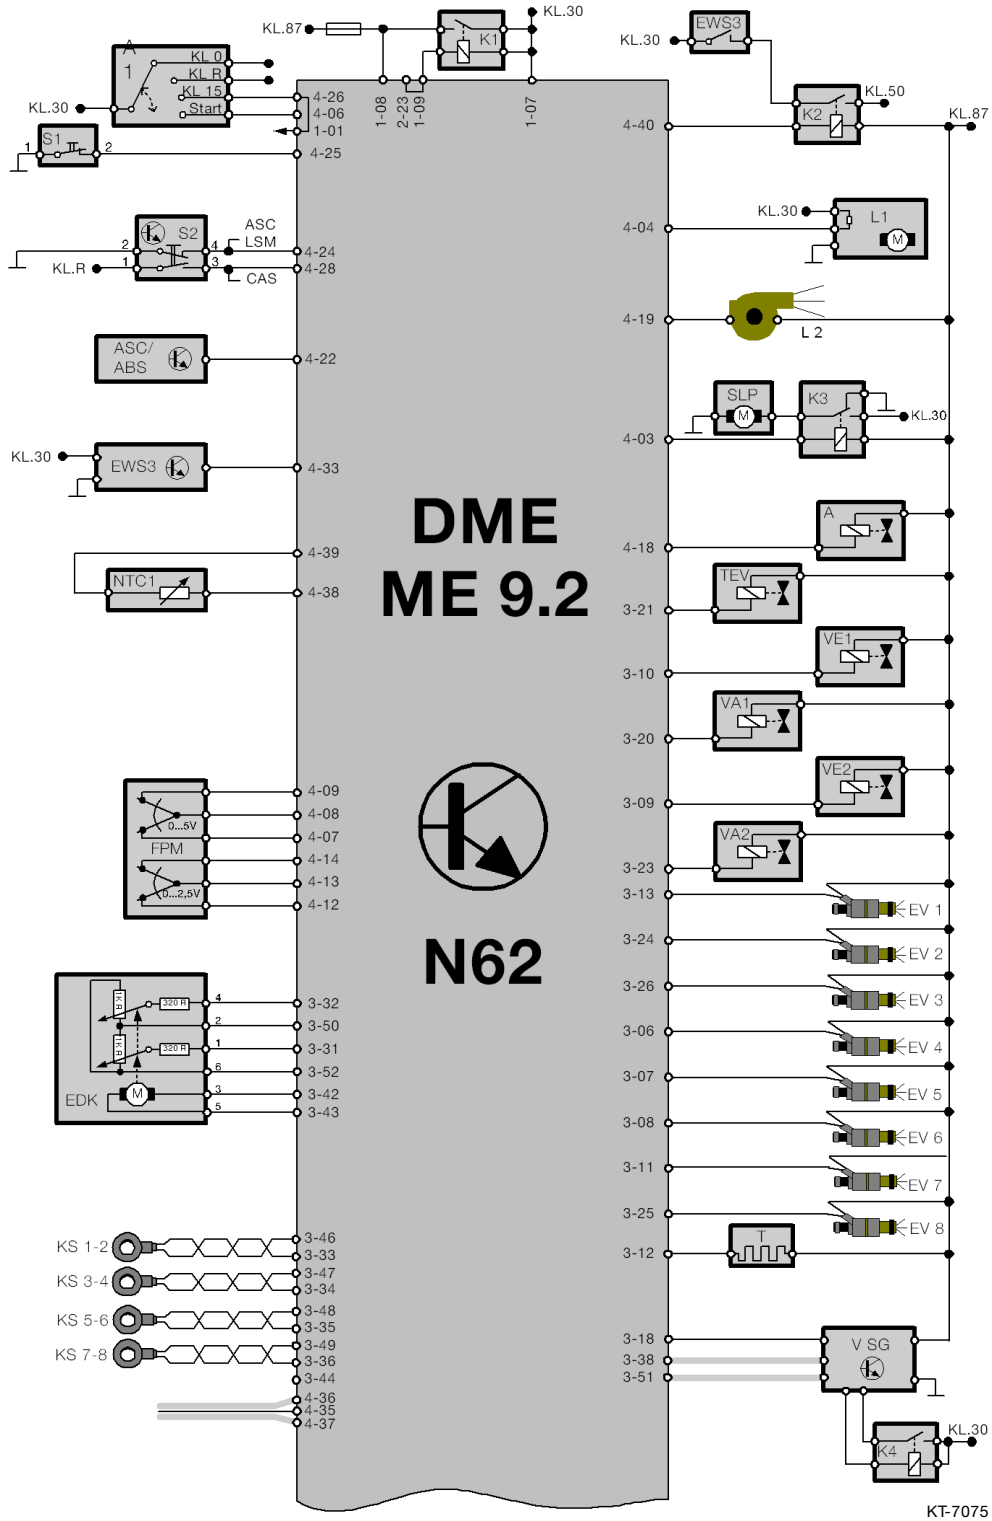 KL.87
K1
KL.30
A
1
KL 0
KL R
KL 15
Start
KL.30
4-26
4-06
1-01
1-08
2-23
1-09
1-07
S1
1
2
4-25
KL.30
EWS3
K2
KL.50
KL.87
4-40
2
1
S2
4
3
ASC
LSM
CAS
KL.R
4-24
4-28
4-04
KL.30
L1
M
4-19
L 2
ASC/
ABS
4-22
SLP
M
K3
KL.30
4-03
KL.30
EWS3
4-33
DME
ME 9.2
4-39
NTC1
4-38
4-18
A
3-21
TEV
3-10
VE1
3-20
VA1
3-09
VE2
3-23
VA2
0...5V
FPM
0...2,5V
4-09
4-08
4-07
4-14
4-13
4-12
N62
3-13
EV 1
3-24
EV 2
3-26
EV 3
3-06
EV 4
3-07
EV 5
3-08
EV 6
3-11
EV 7
3-25
EV 8
1KR
320 R
4
3-32
2
3-50
1KR
320 R
1
3-31
6
3-52
EDK
M
3
3-42
5
3-43
KS 1-2
3-46
3-33
KS 3-4
3-47
3-34
KS 5-6
3-48
3-35
KS 7-8
3-49
3-36
3-44
4-36
4-35
4-37
3-12
T
3-18
3-38
3-51
V SG
K4
KL.30
KT-7075